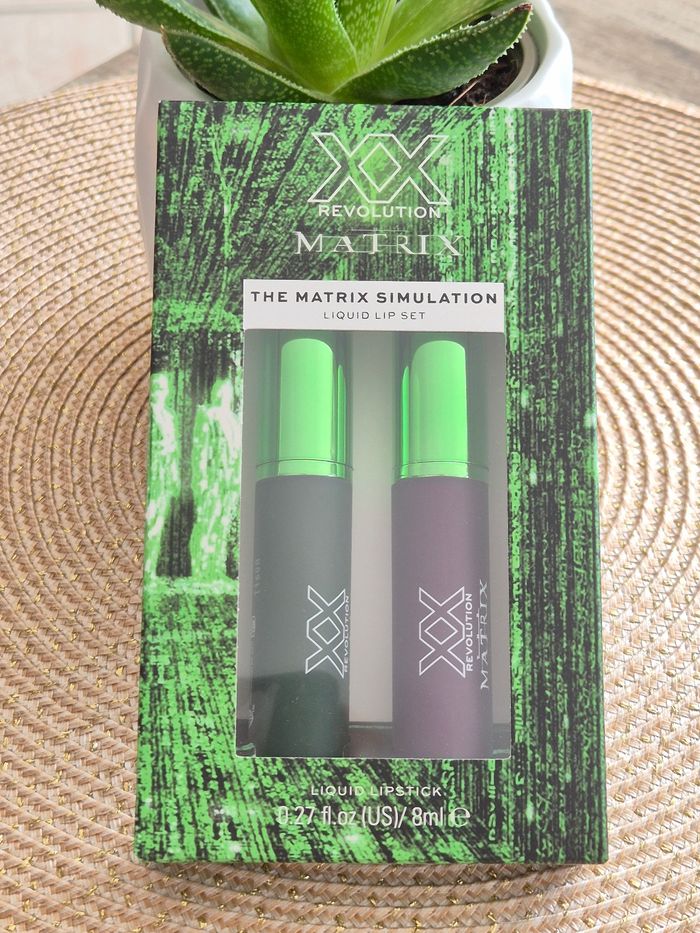 XX
REVOLUTION
MATRIX
THE MATRIX SIMULATION
LIQUID LIP SET
XX
REVOLUTION
XX
REVOLUTION
MATRIX
LIQUID LIPSTICK
0.27 fl.oz (US)/ 8ml ℮